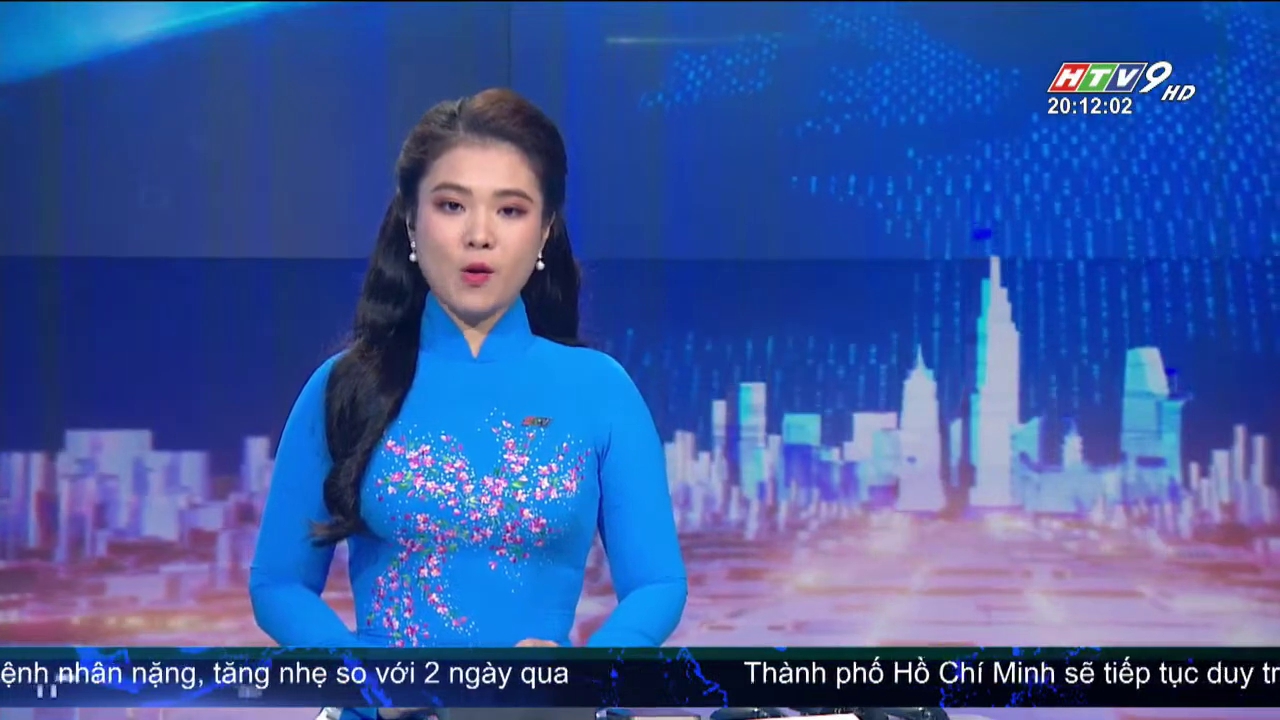 HTV9 HD
20:12:02
HTV
ệnh nhân nặng, tăng nhẹ so với 2 ngày qua
Thành phố Hồ Chí Minh sẽ tiếp tục duy tr